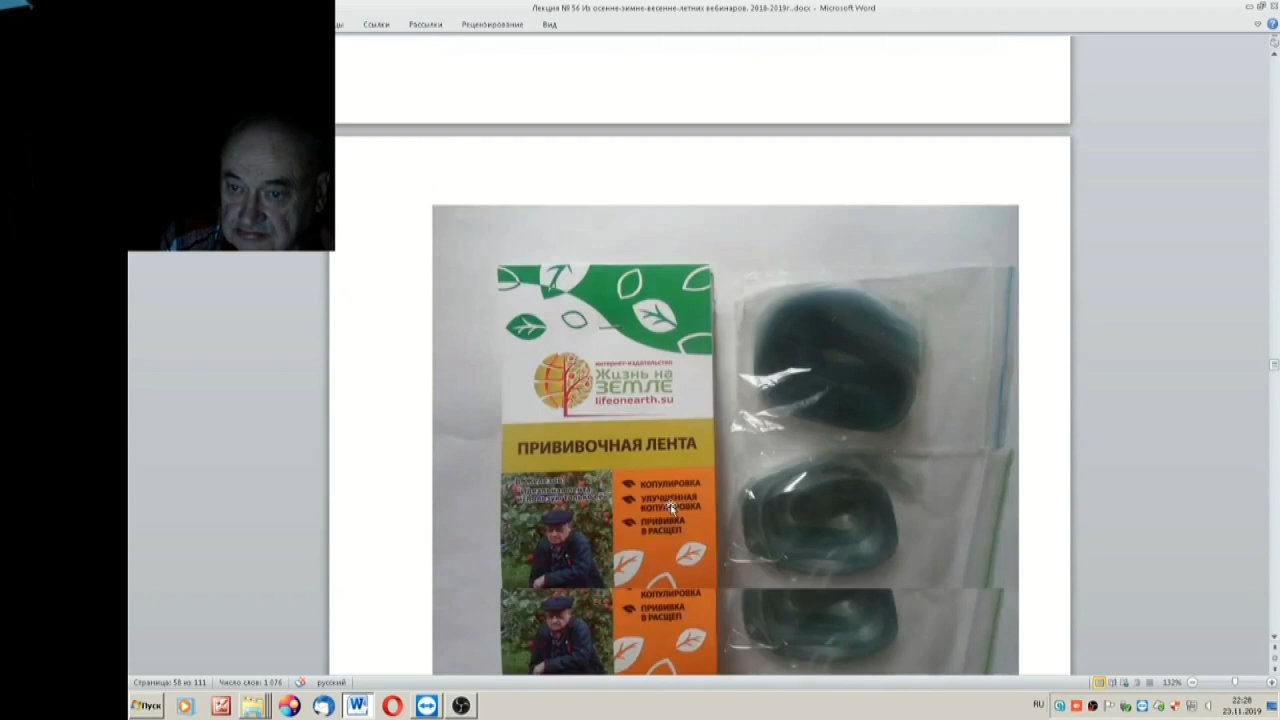 Лекция № 56 Из осенне-зимне-весенне-летних вебинаров. 2018-2019г..docx - Microsoft Word
Ссылки Рассылки Рецензирование Вид
интернет-издательство
Жизнь на
ЗЕМЛЕ
lifeonearth.su
ПРИВИВОЧНАЯ ЛЕНТА
КОПУЛИРОВКА
УЛУЧШЕННАЯ
КОПУЛИРОВКА
ПРИВИВКА
В РАСЩЕП
КОПУЛИРОВКА
ПРИВИВКА
В РАСЩЕП
Страница: 58 из 111 Число слов: 1 076 русский 132%
Пуск RU 22:28
23.11.2019